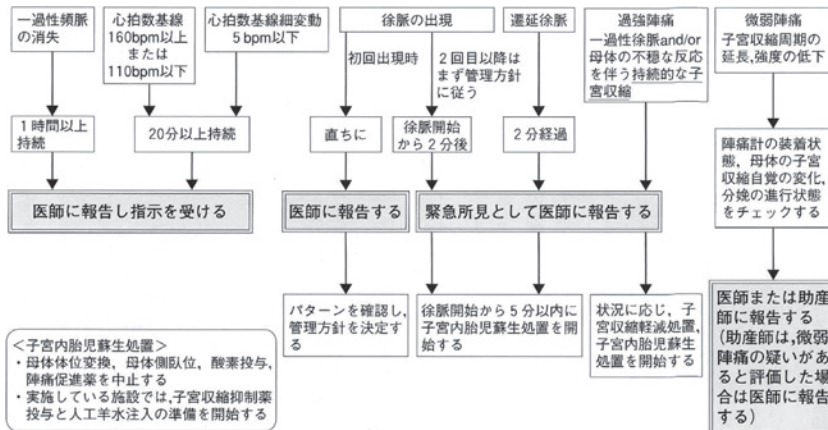 一過性頻脈
の消失
心拍数基線
160bpm以上
または
110bpm以下
心拍数基線細変動
5bpm以下
徐脈の出現
遷延徐脈
過強陣痛
一過性徐脈and/or
母体の不穏な反応
を伴う持続的な子
宮収縮
微弱陣痛
子宮収縮周期の
延長,強度の低下
初回出現時
2回目以降は
まず管理方針
に従う
1時間以上
持続
20分以上持続
直ちに
徐脈開始
から2分後
2分経過
陣痛計の装着状
態,母体の子宮
収縮自覚の変化,
分娩の進行状態
をチェックする
医師に報告し指示を受ける
医師に報告する
緊急所見として医師に報告する
パターンを確認し,
管理方針を決定す
る
徐脈開始から5分以内に
子宮内胎児蘇生処置を開
始する
状況に応じ,子
宮収縮軽減処置,
子宮内胎児蘇生
処置を開始する
医師または助産
師に報告する
(助産師は,微弱
陣痛の疑いがあ
ると評価した場
合は医師に報告
する)
<子宮内胎児蘇生処置>
・母体体位変換,母体側臥位,酸素投与,
陣痛促進薬を中止する
・実施している施設では,子宮収縮抑制薬
投与と人工羊水注入の準備を開始する